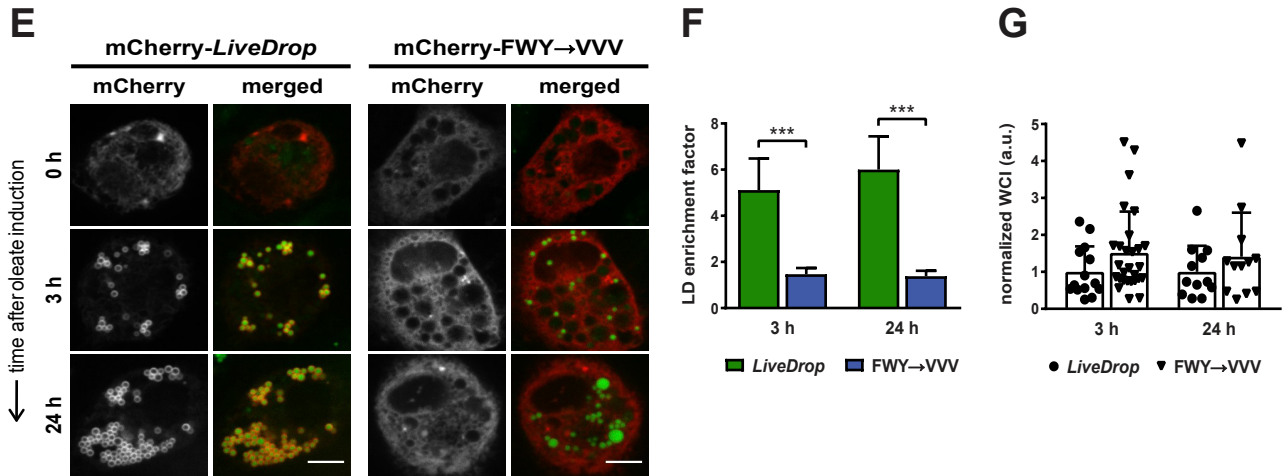 E
mCherry-LiveDrop mCherry-FWY→VVV
mCherry merged mCherry merged
0 h
3 h
24 h
← time after oleate induction
F
LD enrichment factor
8
6
4
2
0
*** ***
3 h 24 h
LiveDrop FWY→VVV
G
normalized WCI (a.u.)
5
4
3
2
1
0
3 h 24 h
LiveDrop FWY→VVV